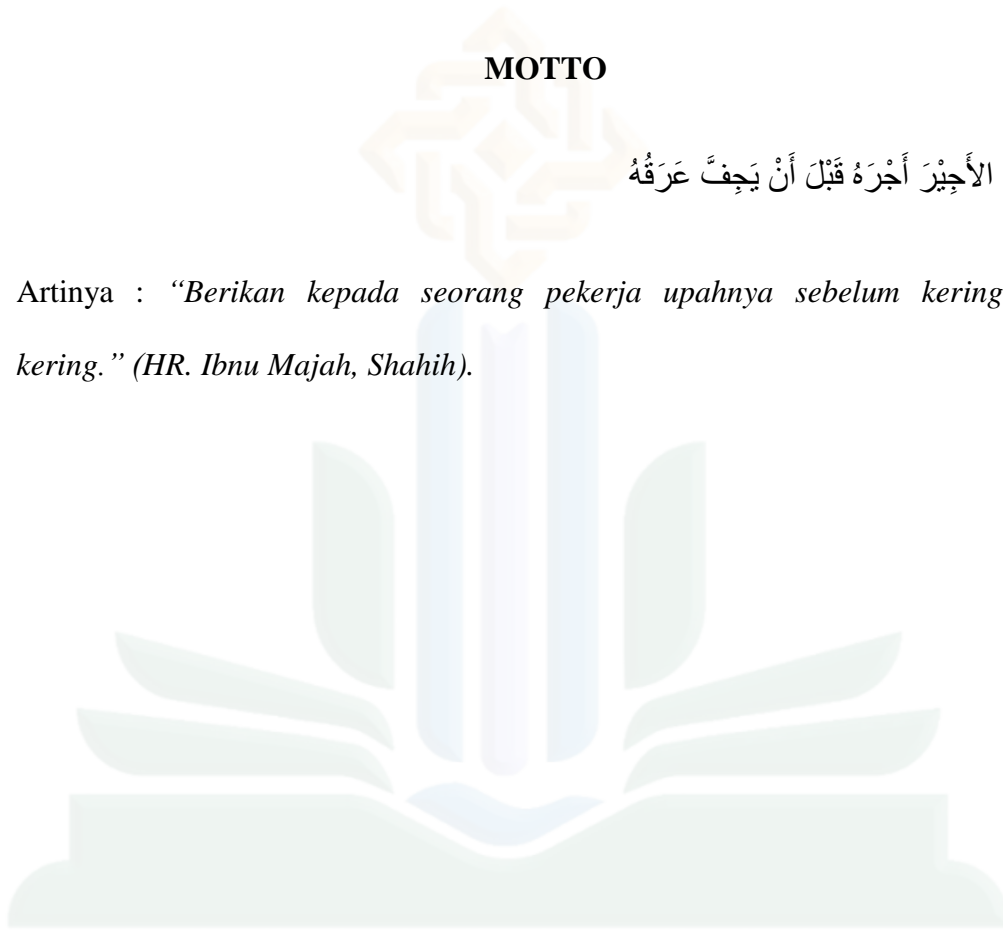 MOTTO
الأَجِيْرَ أَجْرَهُ قَبْلَ أَنْ يَجِفَّ عَرَقُهُ
Artinya : “Berikan kepada seorang pekerja upahnya sebelum kering
kering.” (HR. Ibnu Majah, Shahih).